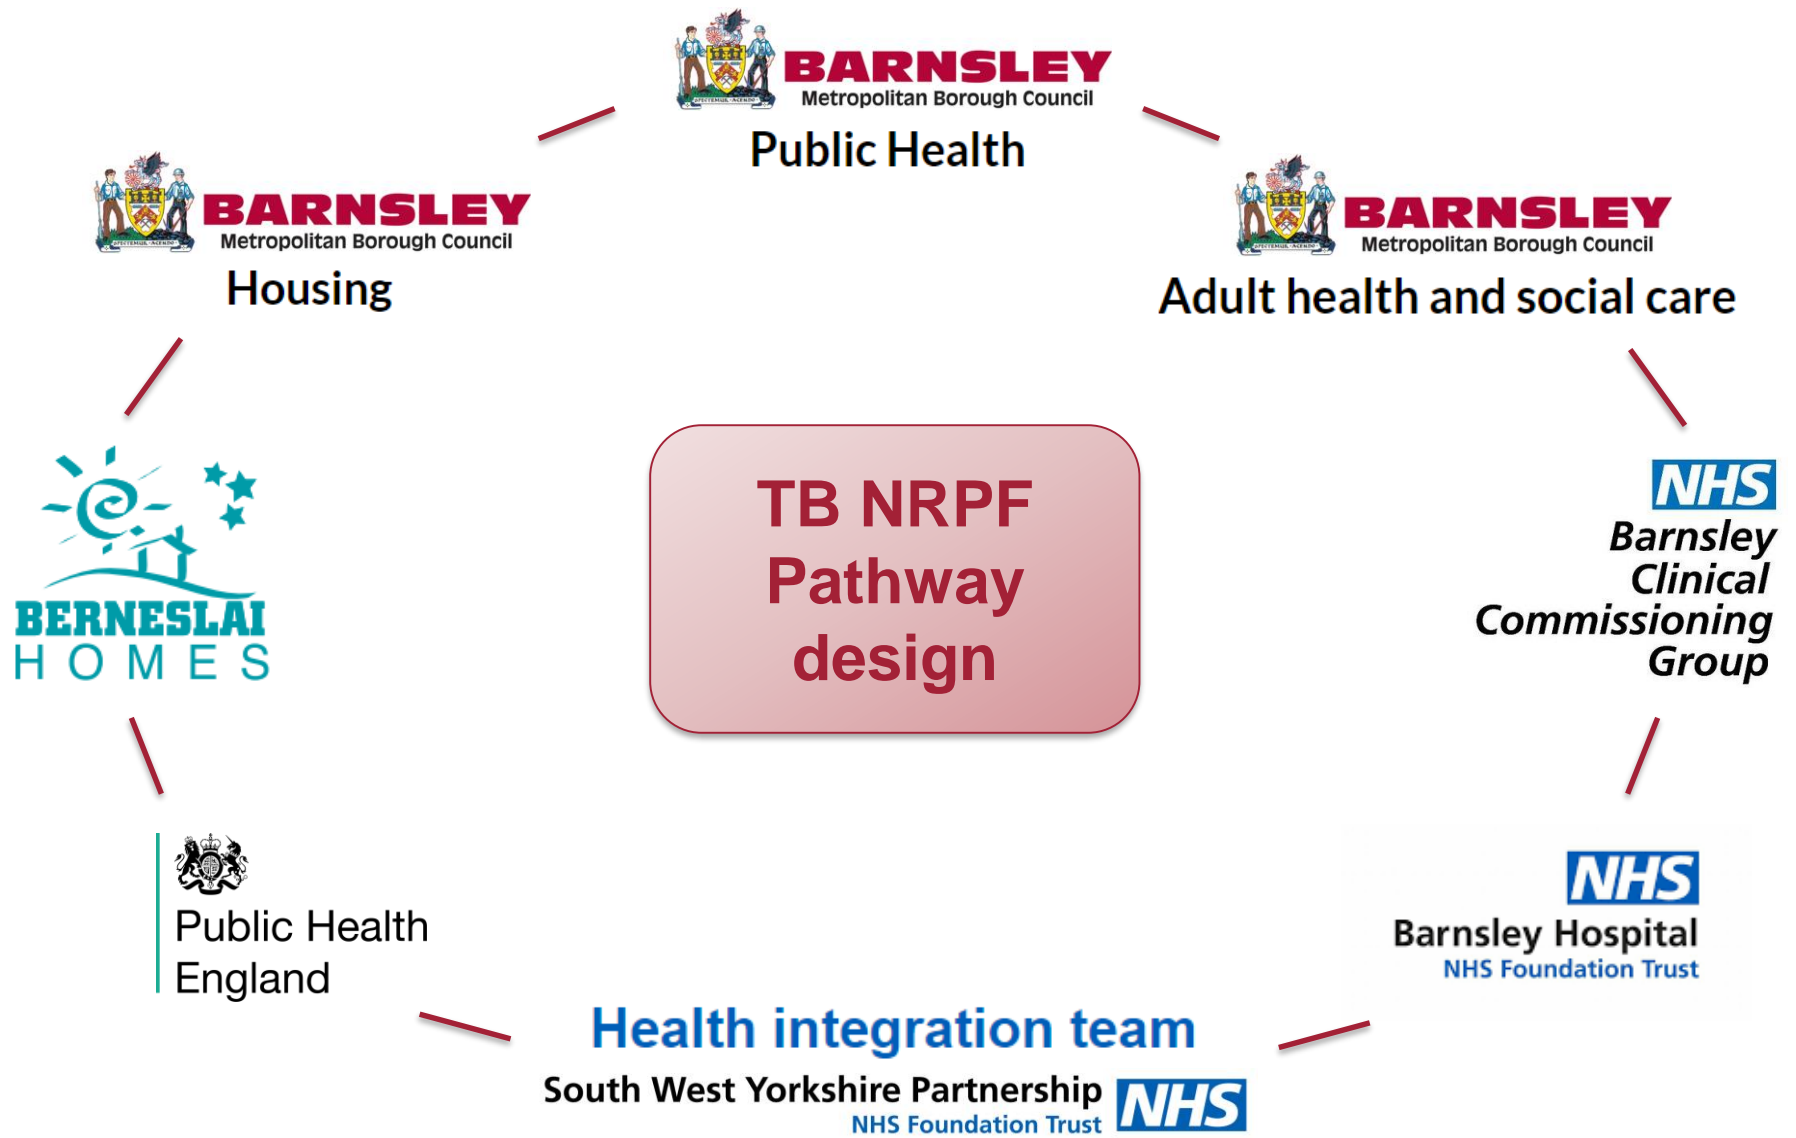 BARNSLEY
Metropolitan Borough Council
Public Health
BARNSLEY
Metropolitan Borough Council
Housing
BARNSLEY
Metropolitan Borough Council
Adult health and social care
BERNESLAI
HOMES
TB NRPF
Pathway
design
NHS
Barnsley
Clinical
Commissioning
Group
Public Health
England
NHS
Barnsley Hospital
NHS Foundation Trust
Health integration team
South West Yorkshire Partnership
NHS Foundation Trust
NHS